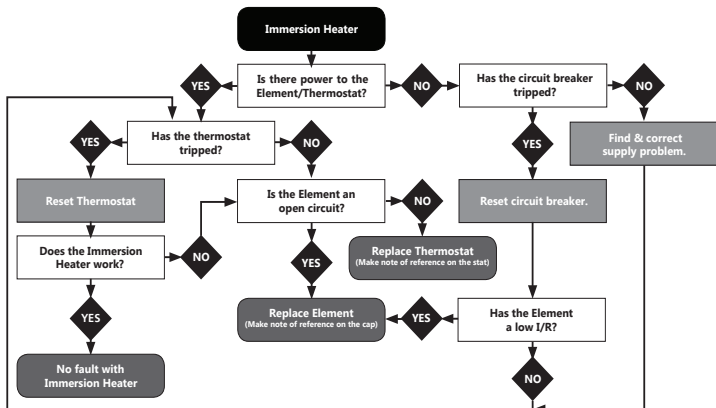 Immersion Heater
Is there power to the
Element/Thermostat?
YES
NO
Has the circuit breaker
tripped?
NO
YES
Find & correct
supply problem.
Has the thermostat
tripped?
YES
NO
Reset Thermostat
Is the Element an
open circuit?
NO
Reset circuit breaker.
Does the Immersion
Heater work?
NO
YES
Replace Thermostat
(Make note of reference on the stat)
YES
Replace Element
(Make note of reference on the cap)
YES
Has the Element
a low I/R?
No fault with
Immersion Heater
NO